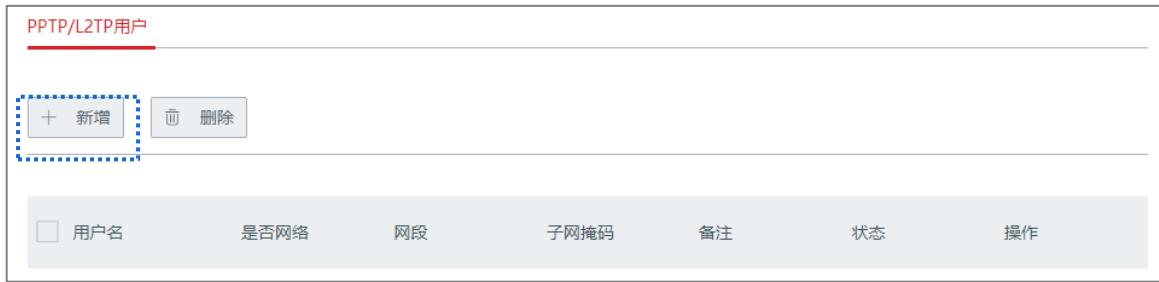 PPTP/L2TP用户
新增 删除
用户名 是否网络 网段 子网掩码 备注 状态 操作